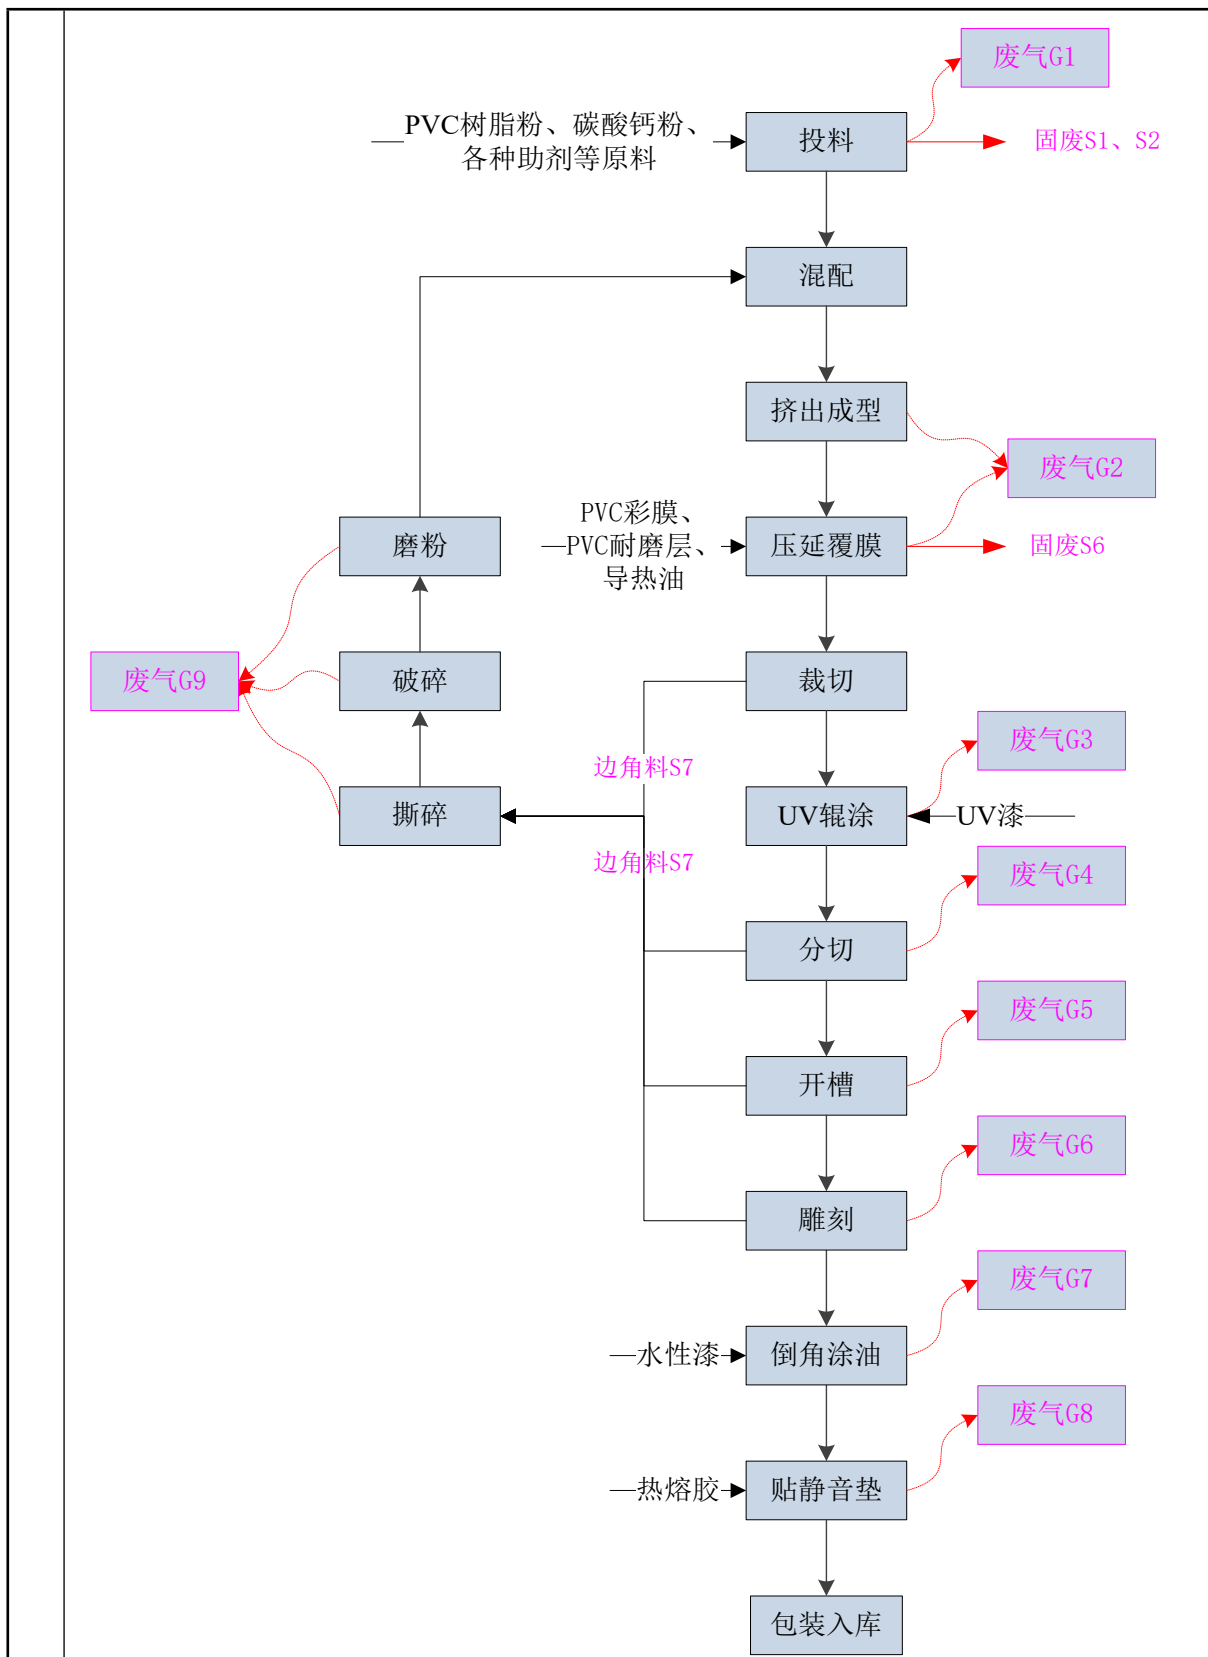 废气G1
PVC树脂粉、碳酸钙粉、
各种助剂等原料
投料
固废S1、S2
混配
挤出成型
废气G2
PVC彩膜、
PVC耐磨层、
导热油
压延覆膜
固废S6
磨粉
废气G9
破碎
裁切
废气G3
边角料S7
撕碎
UV辊涂
UV漆
边角料S7
废气G4
分切
废气G5
开槽
废气G6
雕刻
废气G7
水性漆
倒角涂油
废气G8
热熔胶
贴静音垫
包装入库